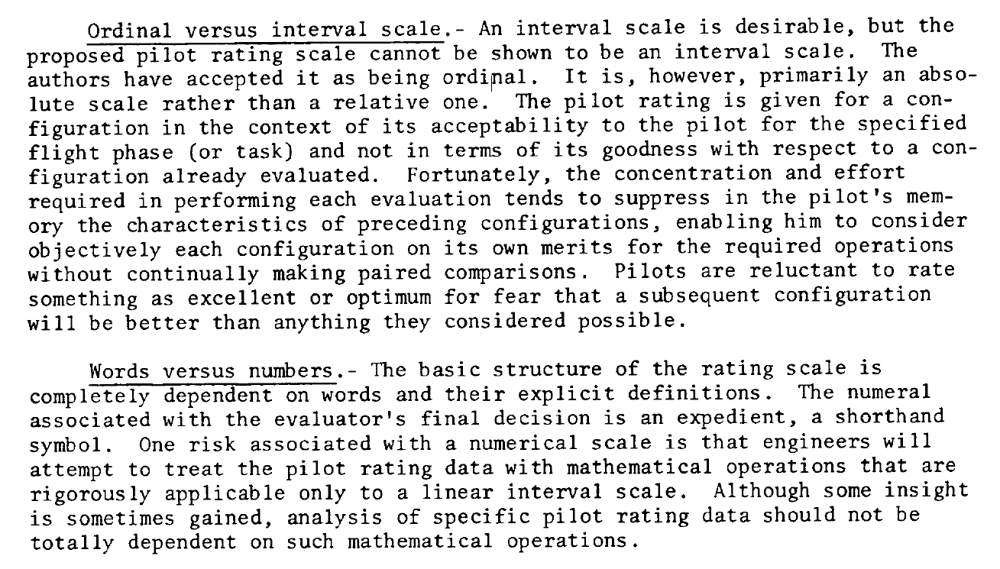 Ordinal versus interval scale.- An interval scale is desirable, but the
proposed pilot rating scale cannot be shown to be an interval scale. The
authors have accepted it as being ordinal. It is, however, primarily an abso-
lute scale rather than a relative one. The pilot rating is given for a con-
figuration in the context of its acceptability to the pilot for the specified
flight phase (or task) and not in terms of its goodness with respect to a con-
figuration already evaluated. Fortunately, the concentration and effort
required in performing each evaluation tends to suppress in the pilot's mem-
ory the characteristics of preceding configurations, enabling him to consider
objectively each configuration on its own merits for the required operations
without continually making paired comparisons. Pilots are reluctant to rate
something as excellent or optimum for fear that a subsequent configuration
will be better than anything they considered possible.
Words versus numbers.- The basic structure of the rating scale is
completely dependent on words and their explicit definitions. The numeral
associated with the evaluator's final decision is an expedient, a shorthand
symbol. One risk associated with a numerical scale is that engineers will
attempt to treat the pilot rating data with mathematical operations that are
rigorously applicable only to a linear interval scale. Although some insight
is sometimes gained, analysis of specific pilot rating data should not be
totally dependent on such mathematical operations.